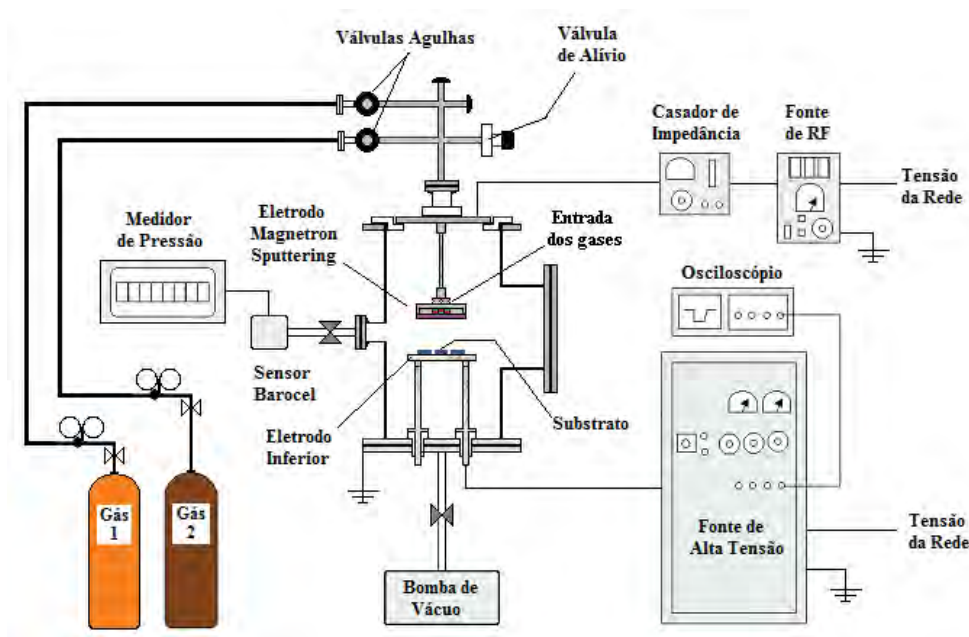 Válvulas Agulhas
Válvula
de Alívio
Casador de
Impedância
Fonte
de RF
Tensão
da Rede
Medidor
de Pressão
Eletrodo
Magnetron
Sputtering
Entrada
dos gases
Osciloscópio
Sensor
Barocel
Eletrodo
Inferior
Substrato
Gás
1
Gás
2
Fonte de
Alta Tensão
Tensão
da Rede
Bomba de
Vácuo